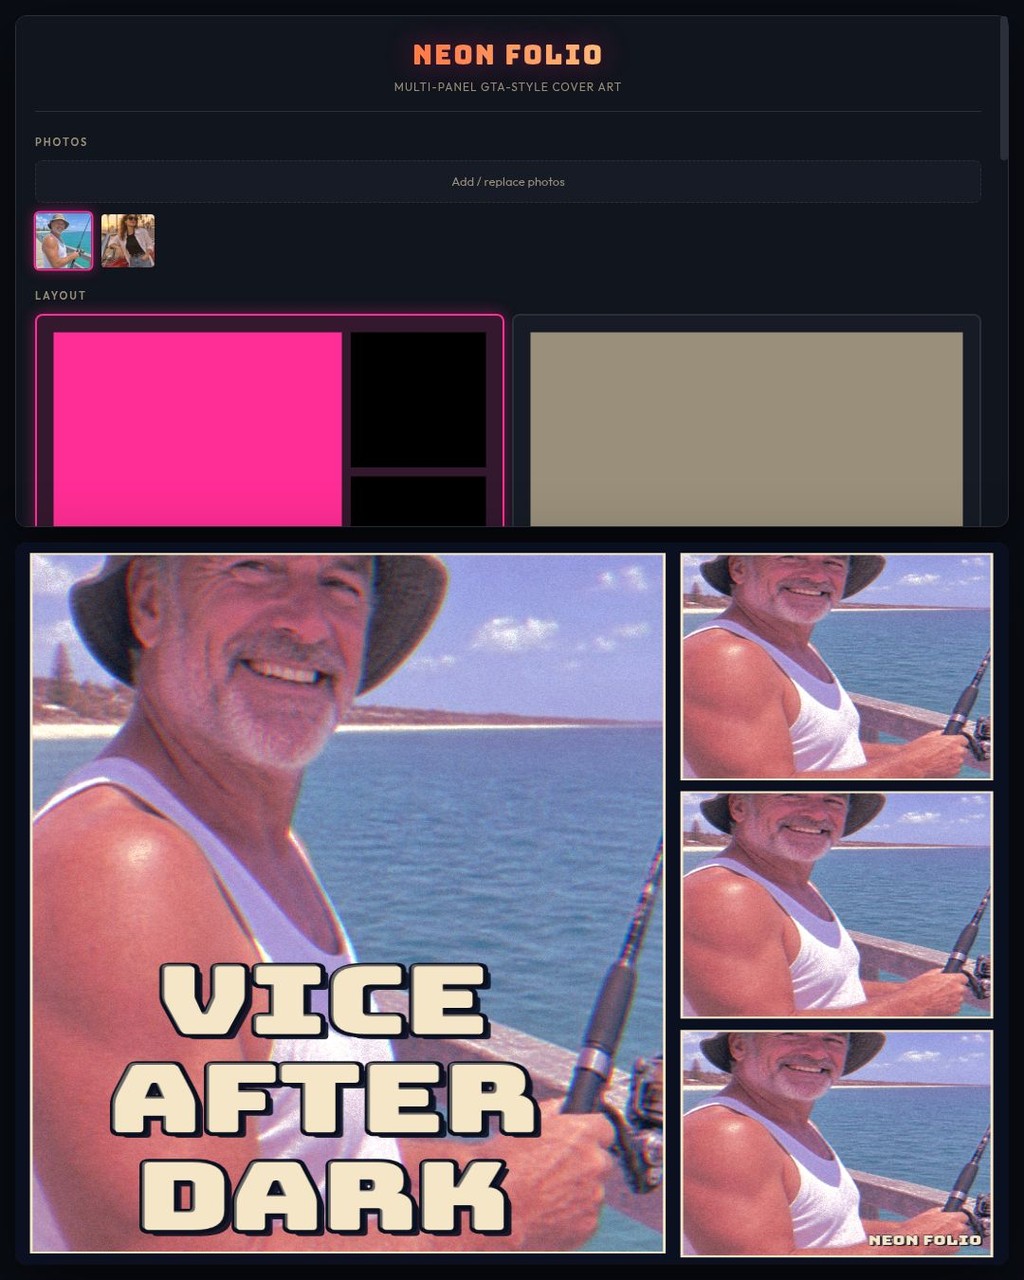 NEON FOLIO
MULTI-PANEL GTA-STYLE COVER ART
PHOTOS
Add / replace photos
LAYOUT
VICE
AFTER
DARK
NEON FOLIO